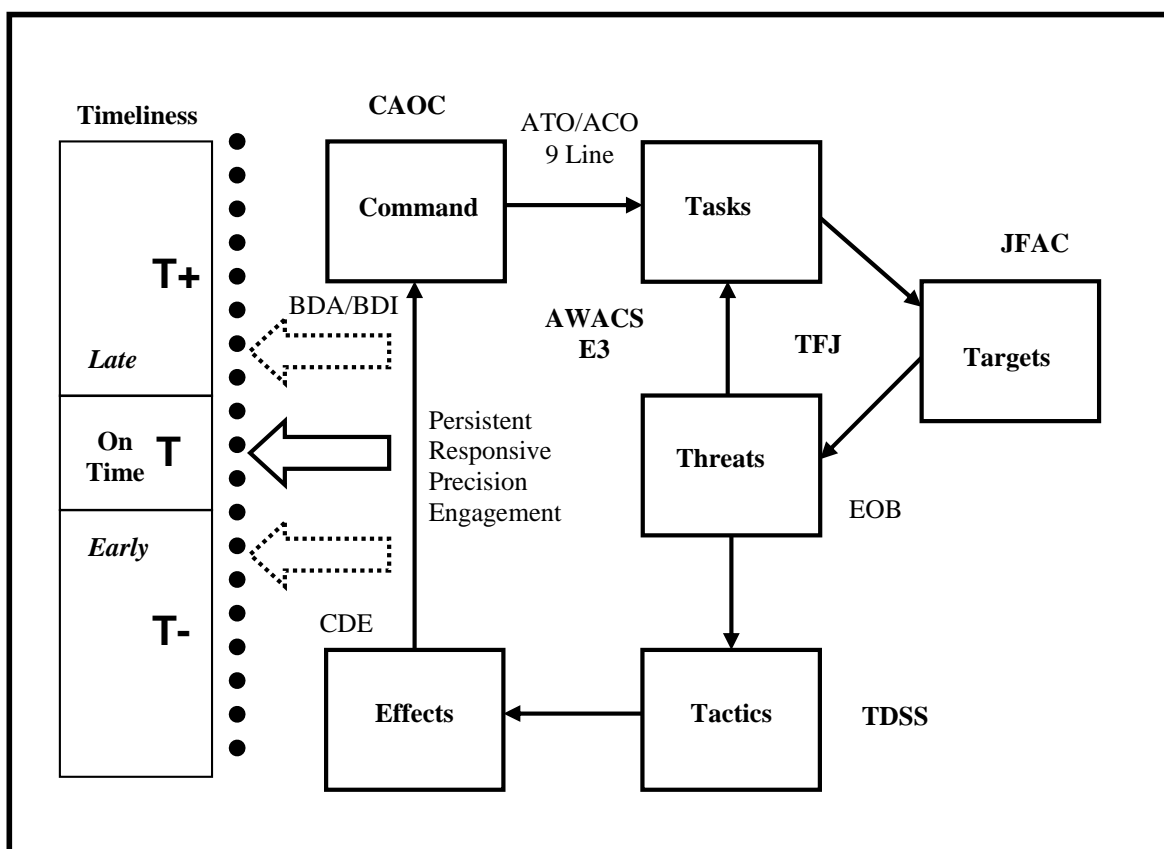 Timeliness
T+
Late
On
Time
T
Early
T-
CAOC
Command
ATO/ACO
9 Line
Tasks
JFAC
Targets
BDA/BDI
AWACS
E3
TFJ
Persistent
Responsive
Precision
Engagement
Threats
EOB
CDE
Effects
Tactics
TDSS